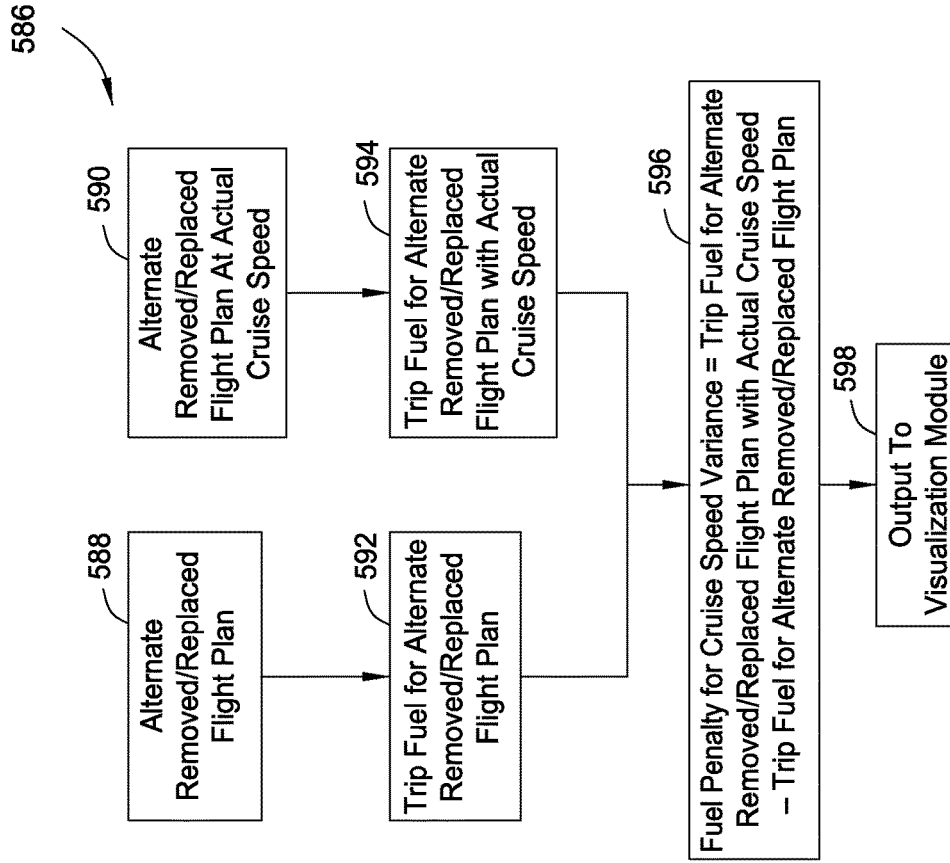 586
588
Alternate
Removed/Replaced
Flight Plan
590
Alternate
Removed/Replaced
Flight Plan At Actual
Cruise Speed
592
Trip Fuel for Alternate
Removed/Replaced
Flight Plan
594
Trip Fuel for Alternate
Removed/Replaced
Flight Plan with Actual
Cruise Speed
596
Fuel Penalty for Cruise Speed Variance = Trip Fuel for Alternate
Removed/Replaced Flight Plan with Actual Cruise Speed
– Trip Fuel for Alternate Removed/Replaced Flight Plan
598
Output To
Visualization Module